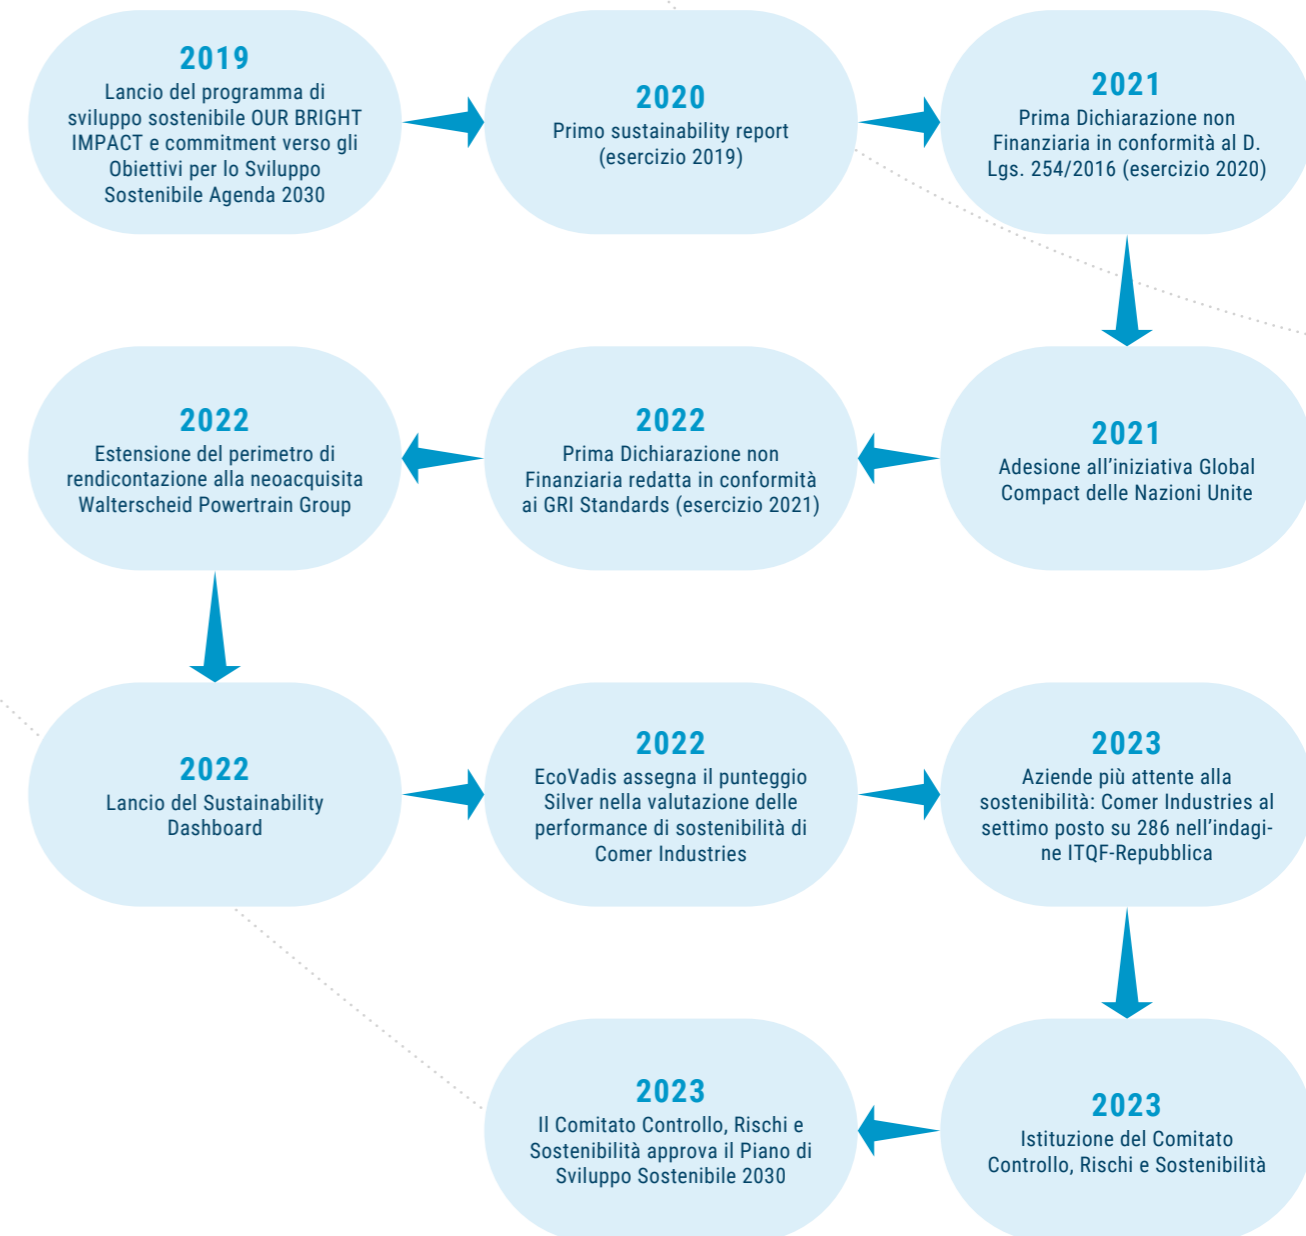 2019
Lancio del programma di
sviluppo sostenibile OUR BRIGHT
IMPACT e commitment verso gli
Obiettivi per lo Sviluppo
Sostenibile Agenda 2030
2020
Primo sustainability report
(esercizio 2019)
2021
Prima Dichiarazione non
Finanziaria in conformità al D.
Lgs. 254/2016 (esercizio 2020)
2021
Adesione all’iniziativa Global
Compact delle Nazioni Unite
2022
Prima Dichiarazione non
Finanziaria redatta in conformità
ai GRI Standards (esercizio 2021)
2022
Estensione del perimetro di
rendicontazione alla neoacquisita
Walterscheid Powertrain Group
2022
Lancio del Sustainability
Dashboard
2022
EcoVadis assegna il punteggio
Silver nella valutazione delle
performance di sostenibilità di
Comer Industries
2023
Aziende più attente alla
sostenibilità: Comer Industries al
settimo posto su 286 nell’indagi-
ne ITQF-Repubblica
2023
Istituzione del Comitato
Controllo, Rischi e Sostenibilità
2023
Il Comitato Controllo, Rischi e
Sostenibilità approva il Piano di
Sviluppo Sostenibile 2030